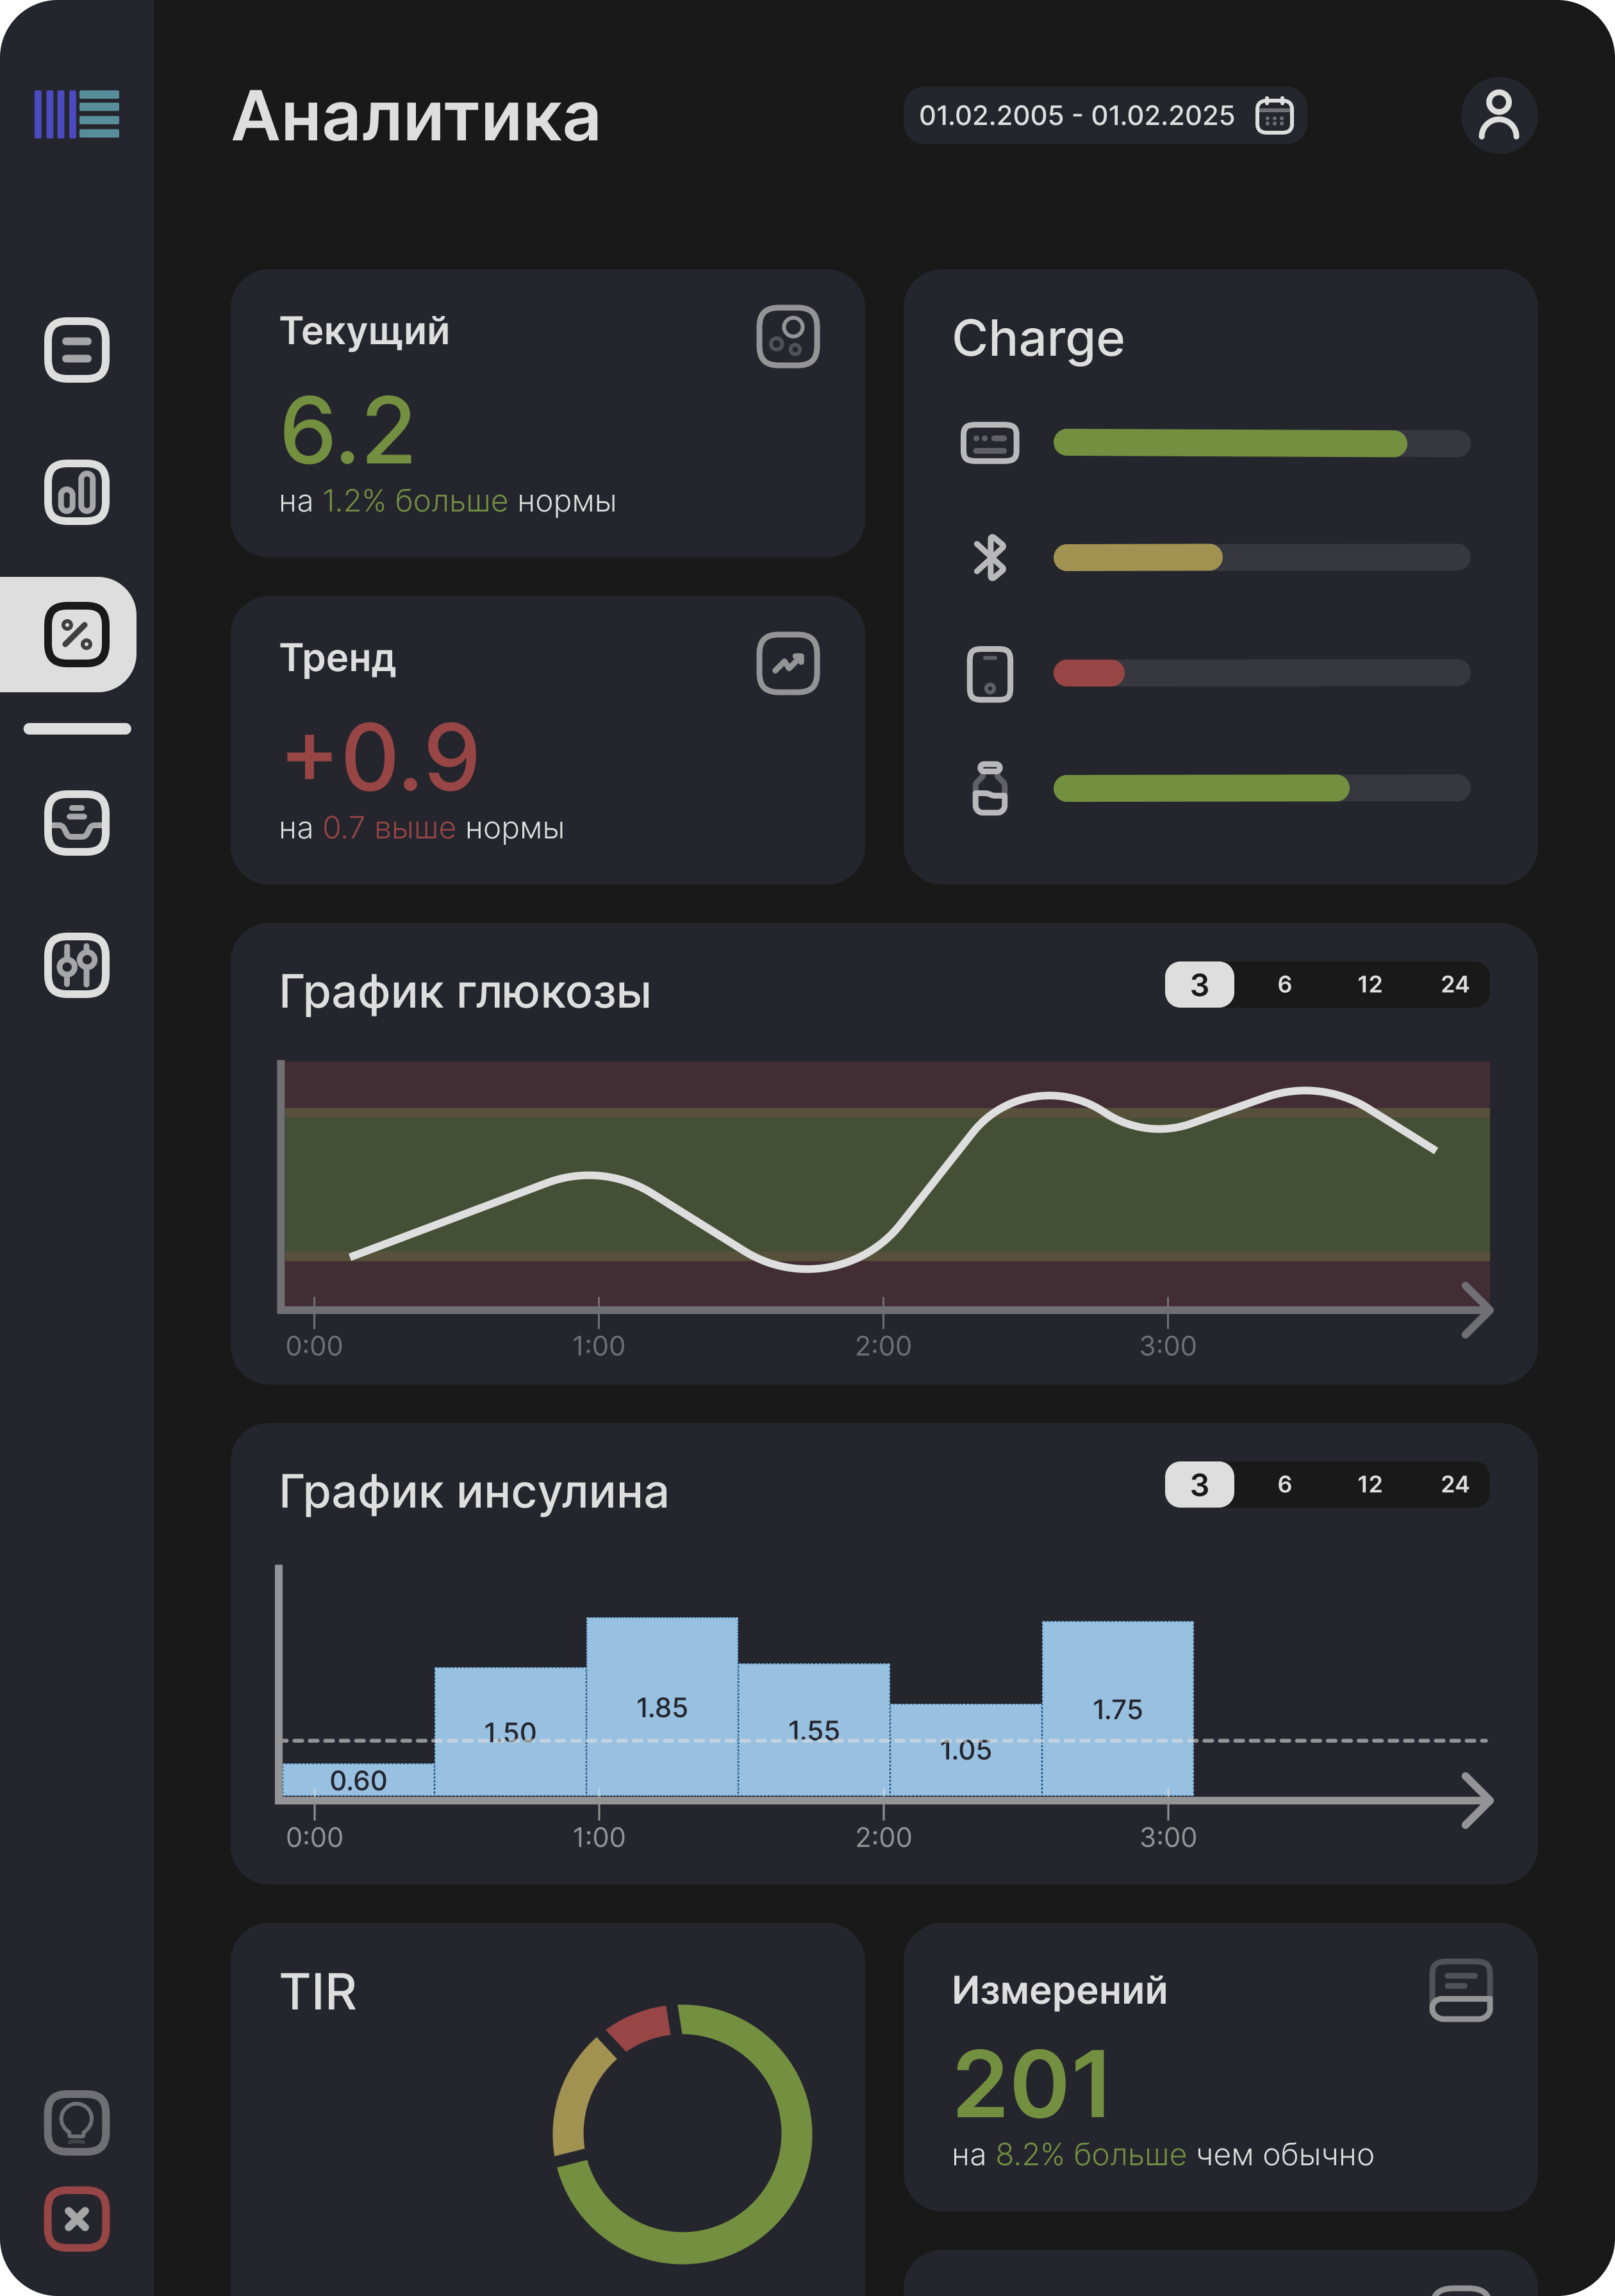 Аналитика
01.02.2005 - 01.02.2025
Текущий
6.2
на 1.2% больше нормы
Charge
Тренд
+0.9
на 0.7 выше нормы
График глюкозы
3 6 12 24
0:00 1:00 2:00 3:00
График инсулина
3 6 12 24
1.85
1.75
1.50
1.55
1.05
0.60
0:00 1:00 2:00 3:00
TIR
Измерений
201
на 8.2% больше чем обычно